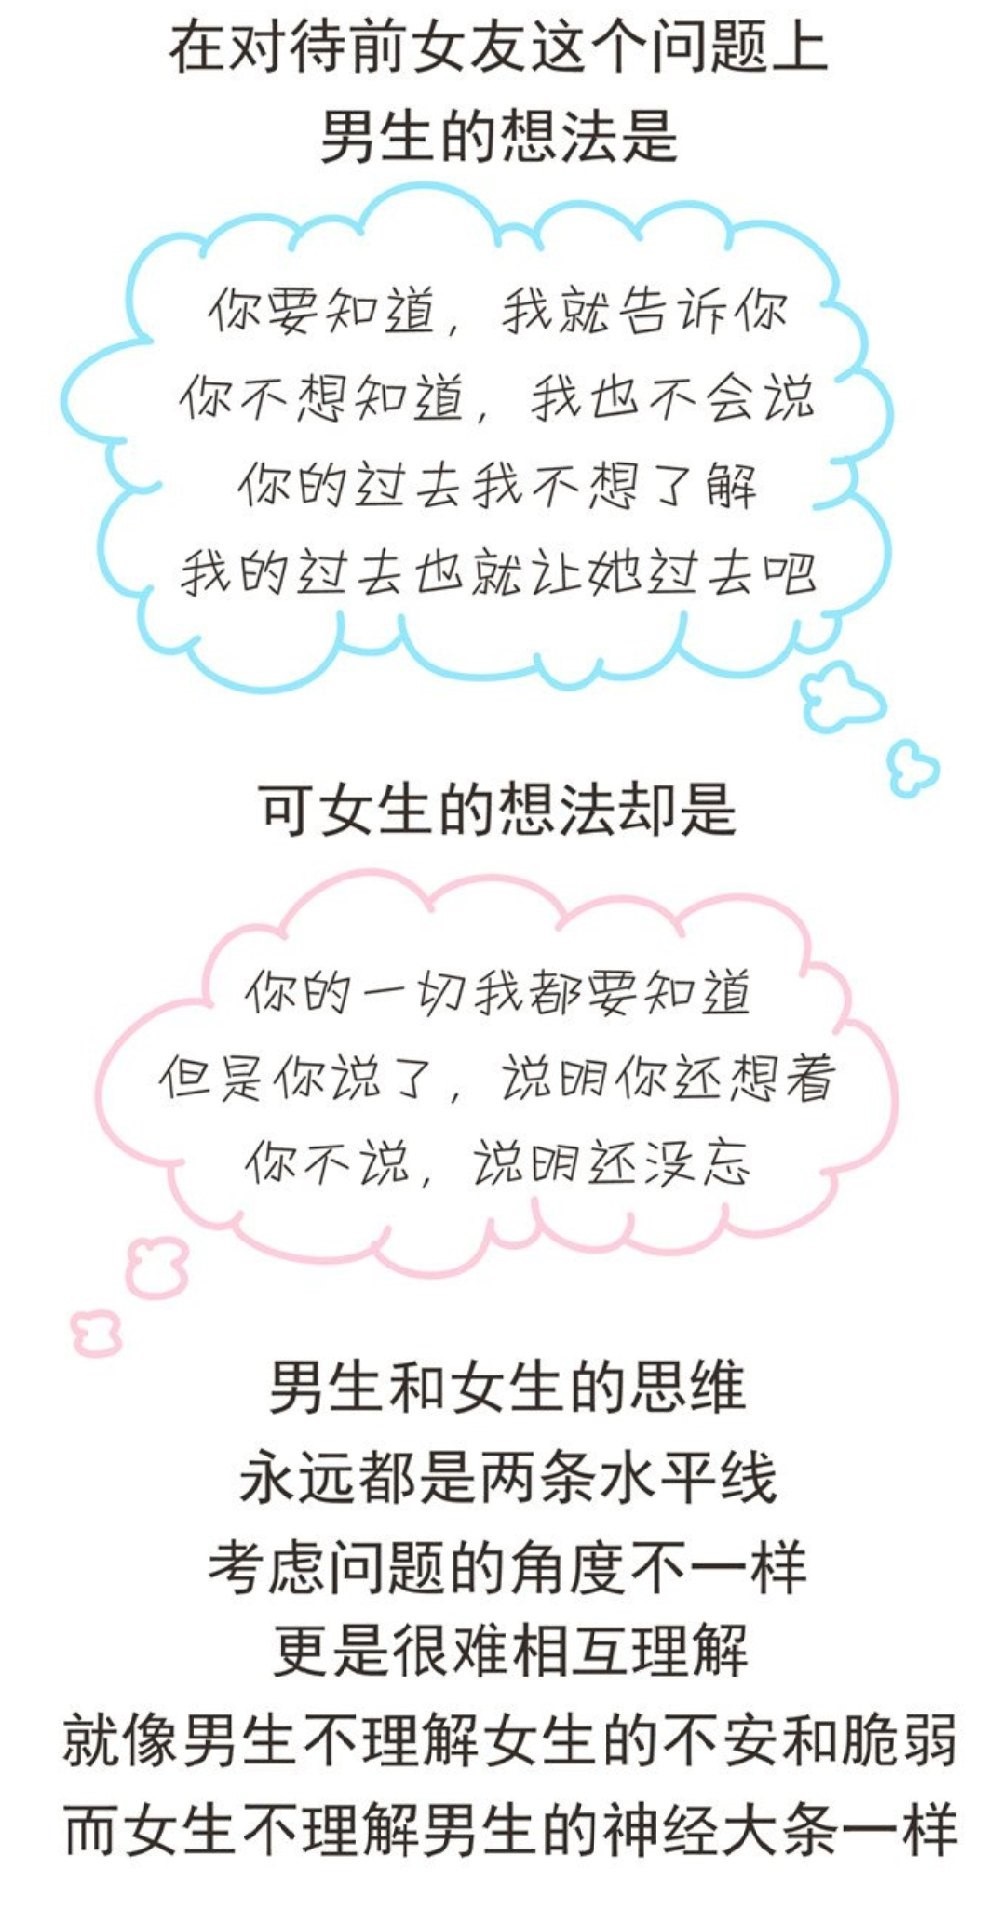 在对待前女友这个问题上
男生的想法是
你要知道，我就告诉你
你不想知道，我也不会说
你的过去我不想了解
我的过去也就让她过去吧
可女生的想法却是
你的一切我都要知道
但是你说了，说明你还想着
你不说，说明还没忘
男生和女生的思维
永远都是两条水平线
考虑问题的角度不一样
更是很难相互理解
就像男生不理解女生的不安和脆弱
而女生不理解男生的神经大条一样